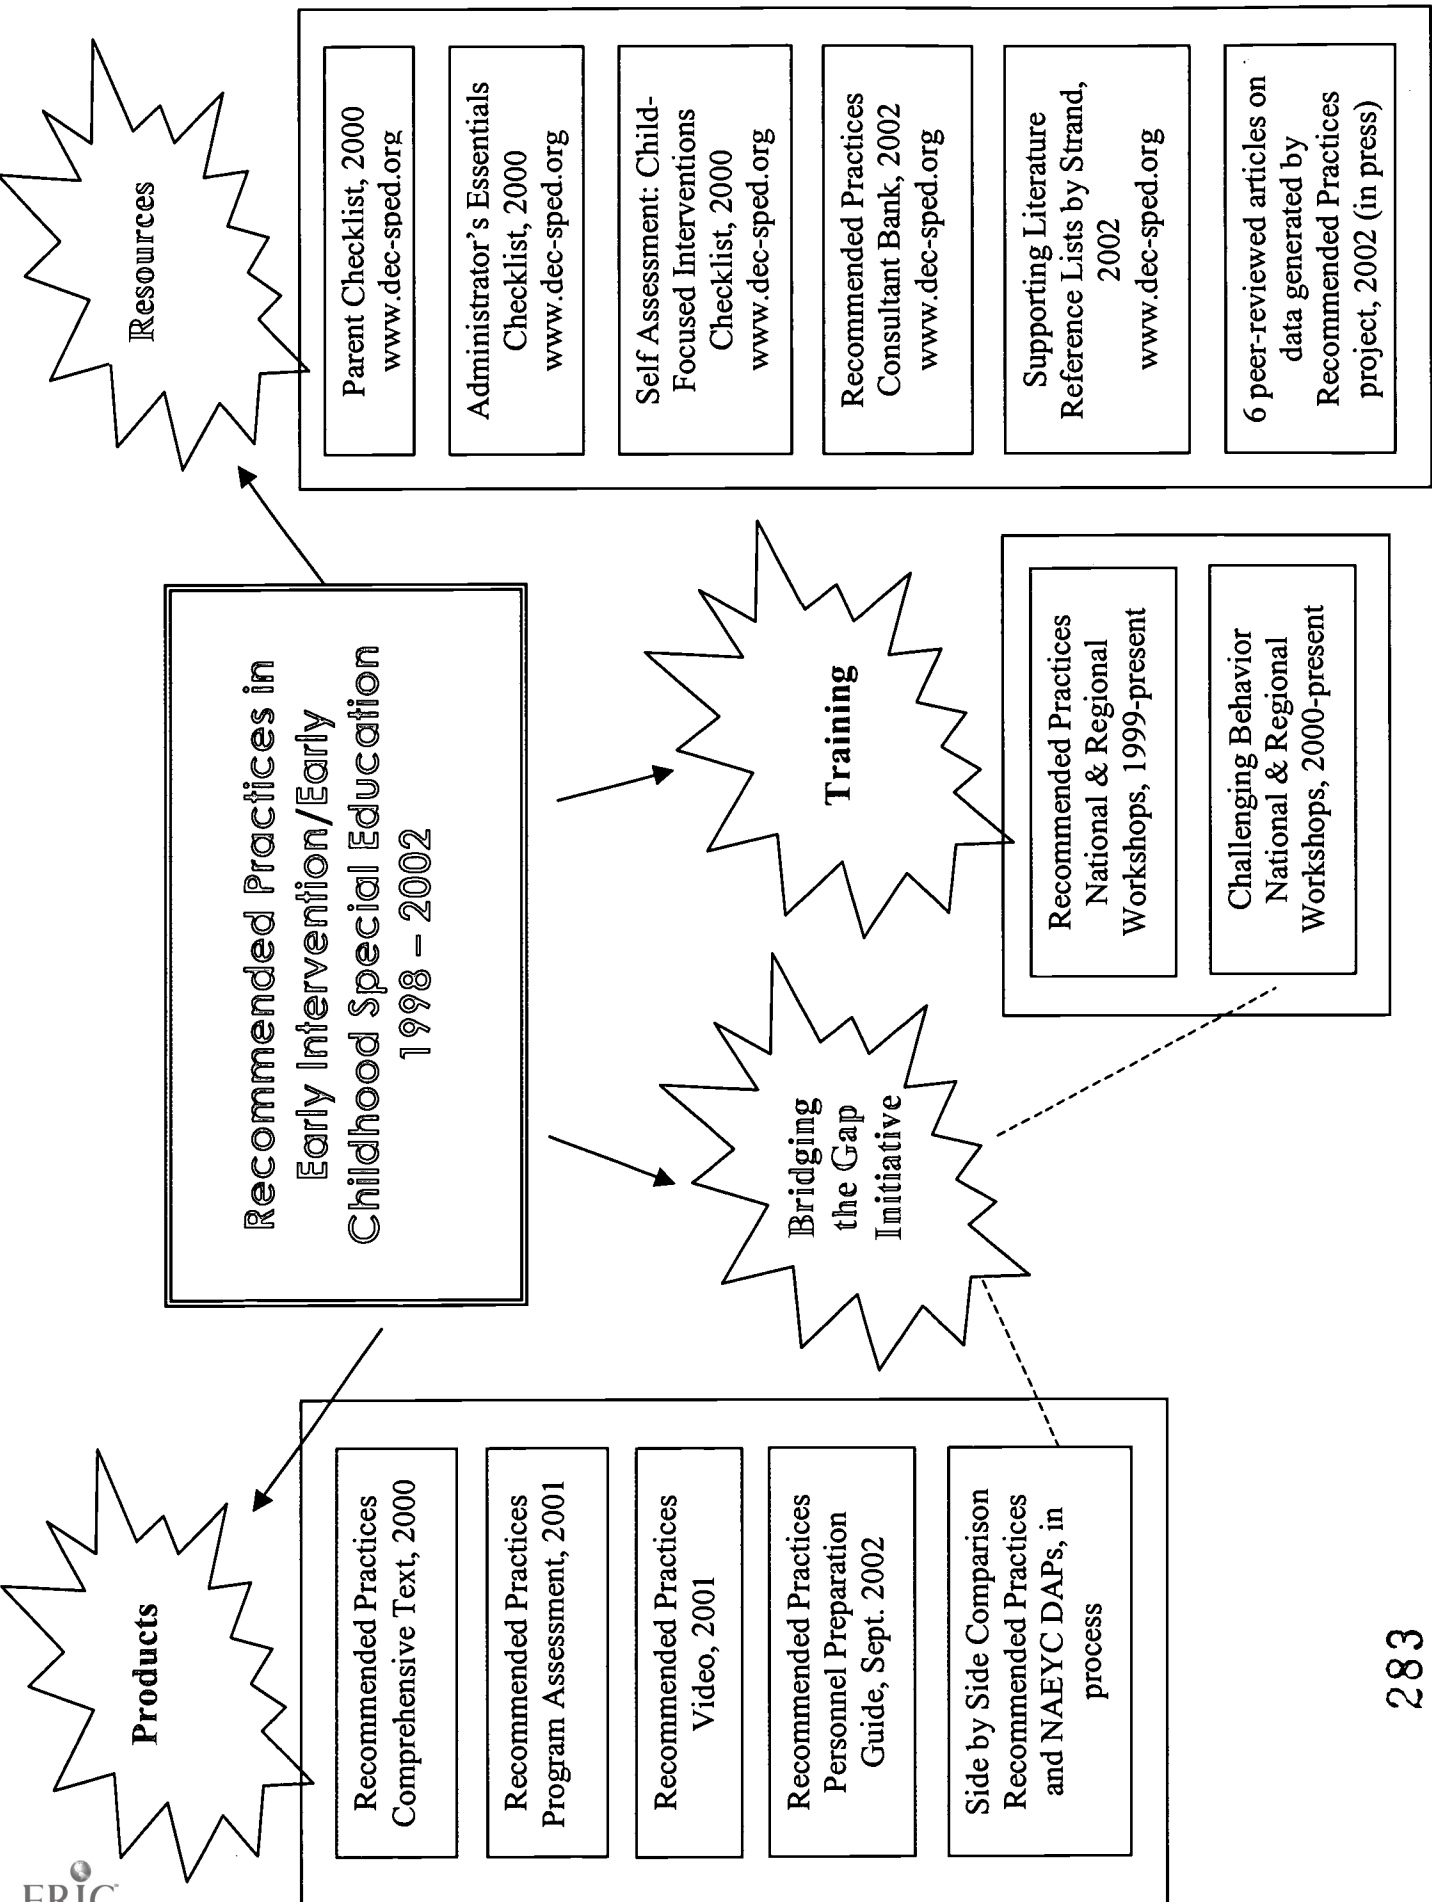 Recommended Practices in
Early Intervention/Early
Childhood Special Education
1998 – 2002
Products
Recommended Practices
Comprehensive Text, 2000
Recommended Practices
Program Assessment, 2001
Recommended Practices
Video, 2001
Recommended Practices
Personnel Preparation
Guide, Sept. 2002
Side by Side Comparison
Recommended Practices
and NAEYC DAPs, in
process
Bridging
the Gap
Initiative
Training
Recommended Practices
National & Regional
Workshops, 1999-present
Challenging Behavior
National & Regional
Workshops, 2000-present
Resources
Parent Checklist, 2000
www.dec-sped.org
Administrator's Essentials
Checklist, 2000
www.dec-sped.org
Self Assessment: Child-
Focused Interventions
Checklist, 2000
www.dec-sped.org
Recommended Practices
Consultant Bank, 2002
www.dec-sped.org
Supporting Literature
Reference Lists by Strand,
2002
www.dec-sped.org
6 peer-reviewed articles on
data generated by
Recommended Practices
project, 2002 (in press)
283
ERIC